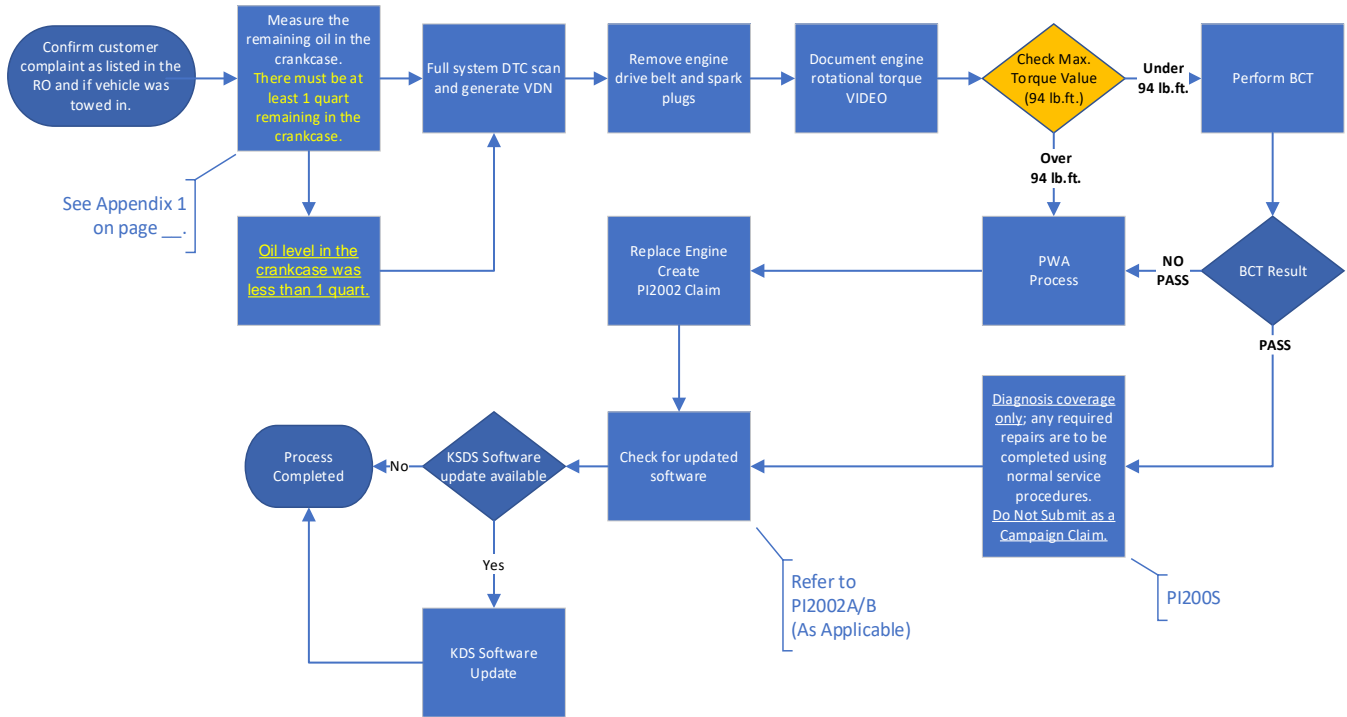 Confirm customer
complaint as listed in the
RO and if vehicle was
towed in.
Measure the
remaining oil in the
crankcase.
There must be at
least 1 quart
remaining in the
crankcase.
Full system DTC scan
and generate VDN
Remove engine
drive belt and spark
plugs
Document engine
rotational torque
VIDEO
Check Max.
Torque Value
(94 lb.ft.)
Under
94 lb.ft.
Perform BCT
Over
94 lb.ft.
See Appendix 1
on page __.
Oil level in the
crankcase was
less than 1 quart.
Replace Engine
Create
PI2002 Claim
PWA
Process
NO
PASS
BCT Result
PASS
Process
Completed
No
KSDS Software
update available
Check for updated
software
Diagnosis coverage
only; any required
repairs are to be
completed using
normal service
procedures.
Do Not Submit as a
Campaign Claim.
Yes
Refer to
PI2002A/B
(As Applicable)
PI200S
KDS Software
Update